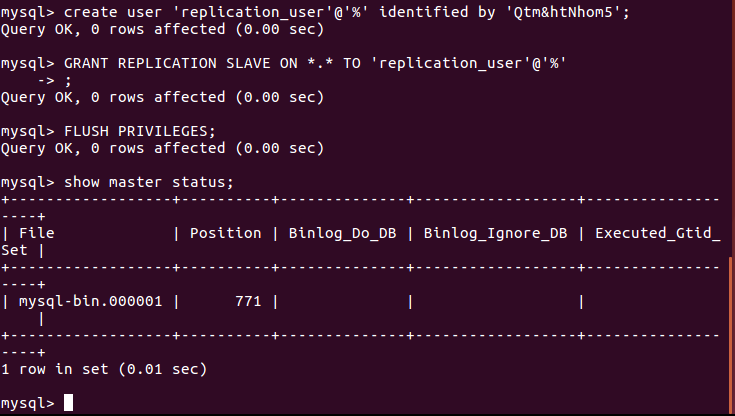 mysql> create user 'replication_user'@'%' identified by 'Qtm&htNhom5';
Query OK, 0 rows affected (0.00 sec)
mysql> GRANT REPLICATION SLAVE ON *.* TO 'replication_user'@'%'
    -> ;
Query OK, 0 rows affected (0.00 sec)
mysql> FLUSH PRIVILEGES;
Query OK, 0 rows affected (0.00 sec)
mysql> show master status;
+------------------+----------+--------------+------------------+---------------
----+
| File             | Position | Binlog_Do_DB | Binlog_Ignore_DB | Executed_Gtid_
Set |
+------------------+----------+--------------+------------------+---------------
----+
| mysql-bin.000001 |      771 |              |                  |
    |
+------------------+----------+--------------+------------------+---------------
----+
1 row in set (0.01 sec)
mysql>